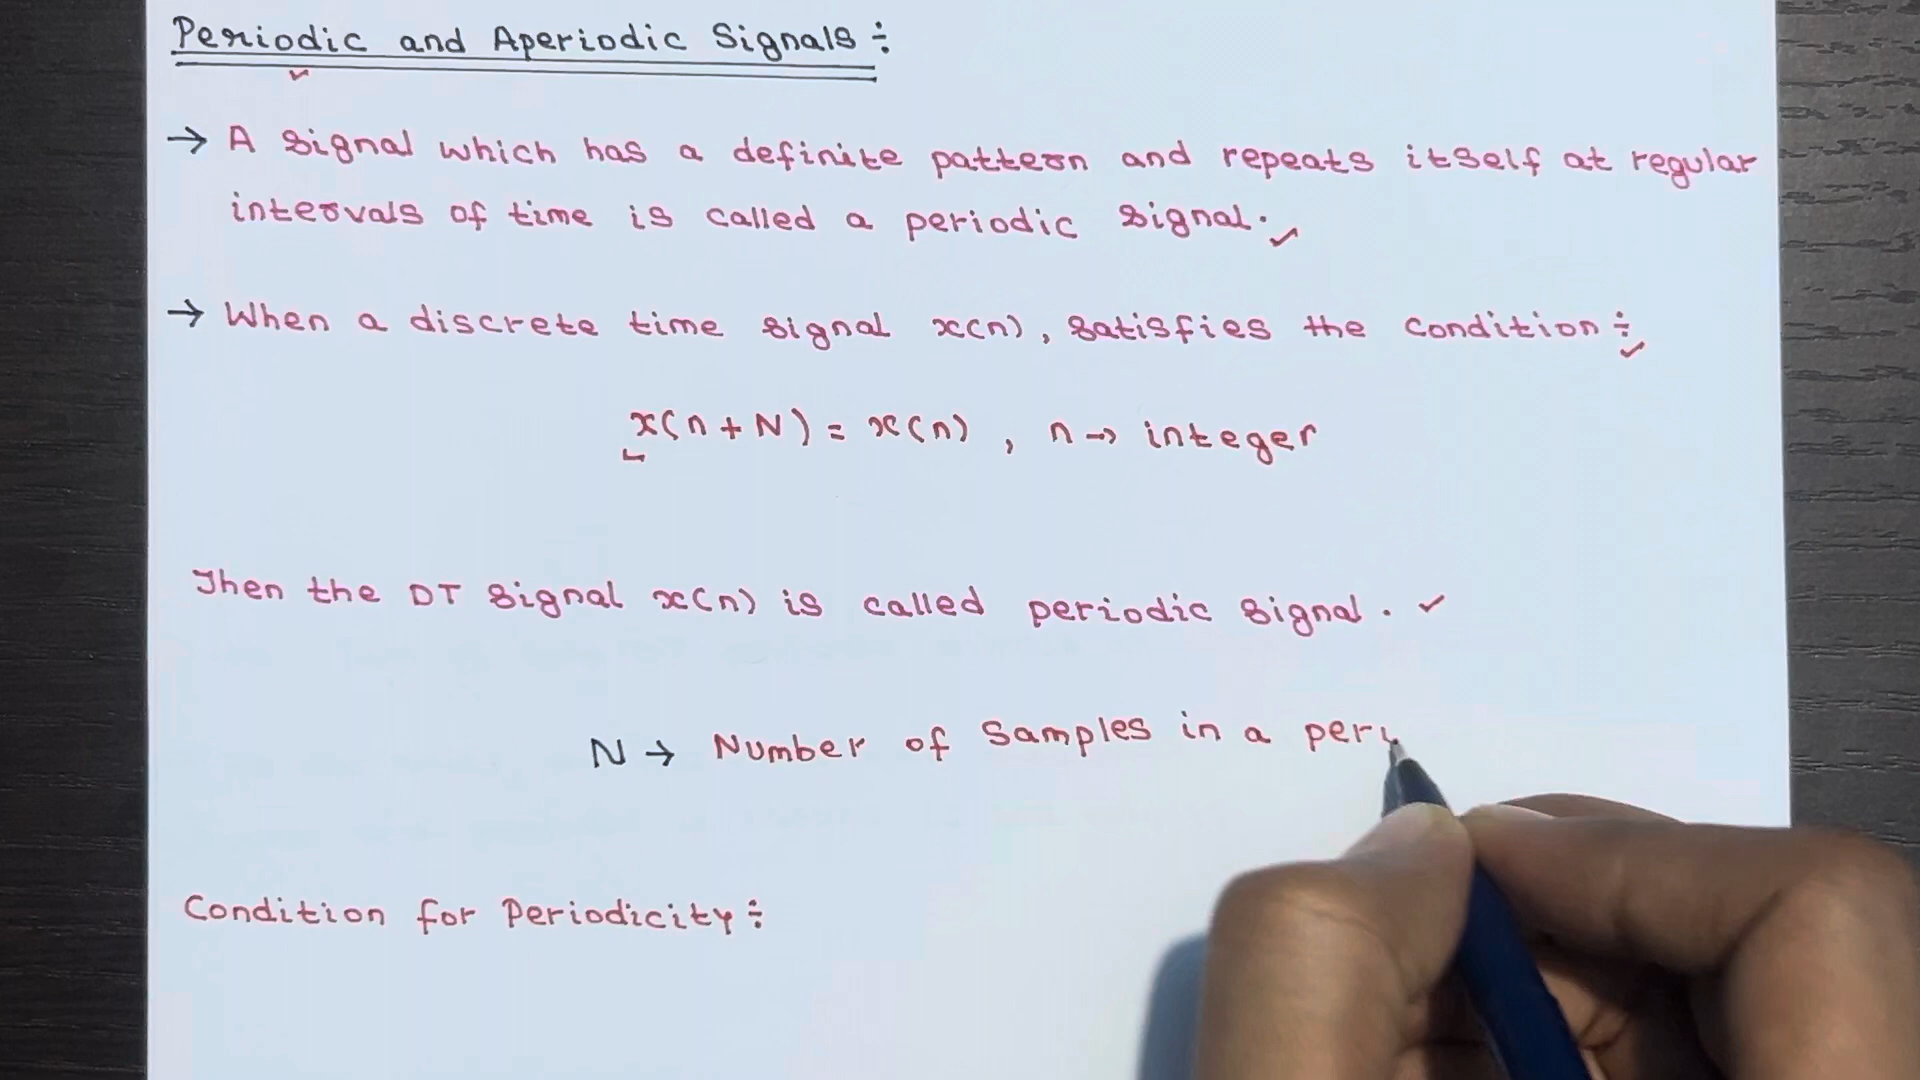 Periodic and Aperiodic Signals ÷
→ A signal which has a definite pattern and repeats itself at regular
intervals of time is called a periodic signal.
→ When a discrete time signal x(n), satisfies the condition ÷
x(n+N) = x(n), n → integer
Then the DT signal x(n) is called periodic signal.
N → Number of Samples in a peri
Condition for Periodicity ÷